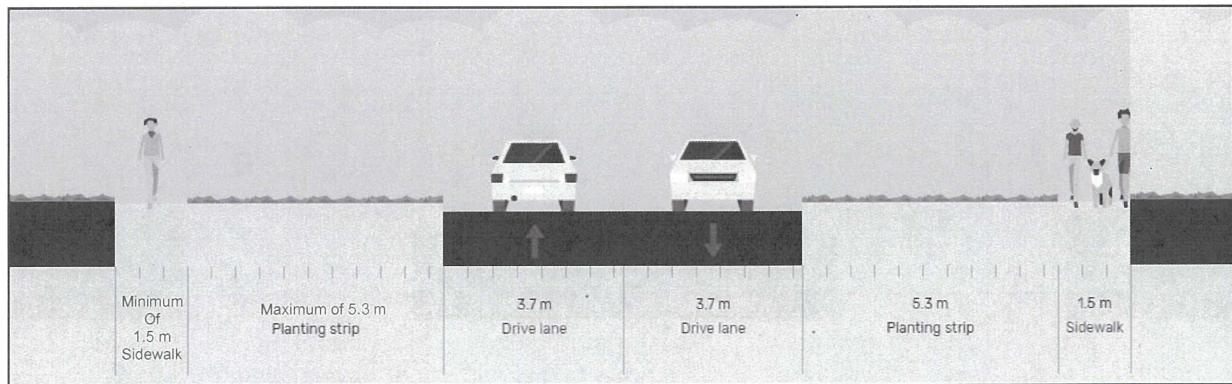 Minimum
Of
1.5 m
Sidewalk
Maximum of 5.3 m
Planting strip
3.7 m
Drive lane
3.7 m
Drive lane
5.3 m
Planting strip
1.5 m
Sidewalk